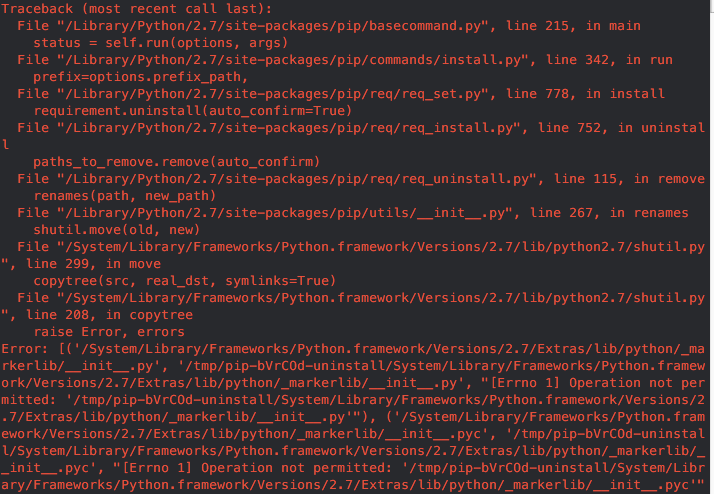 Traceback (most recent call last):
  File "/Library/Python/2.7/site-packages/pip/basecommand.py", line 215, in main
    status = self.run(options, args)
  File "/Library/Python/2.7/site-packages/pip/commands/install.py", line 342, in run
    prefix=options.prefix_path,
  File "/Library/Python/2.7/site-packages/pip/req/req_set.py", line 778, in install
    requirement.uninstall(auto_confirm=True)
  File "/Library/Python/2.7/site-packages/pip/req/req_install.py", line 752, in uninstal
l
    paths_to_remove.remove(auto_confirm)
  File "/Library/Python/2.7/site-packages/pip/req/req_uninstall.py", line 115, in remove
    renames(path, new_path)
  File "/Library/Python/2.7/site-packages/pip/utils/__init__.py", line 267, in renames
    shutil.move(old, new)
  File "/System/Library/Frameworks/Python.framework/Versions/2.7/lib/python2.7/shutil.py
", line 299, in move
    copytree(src, real_dst, symlinks=True)
  File "/System/Library/Frameworks/Python.framework/Versions/2.7/lib/python2.7/shutil.py
", line 208, in copytree
    raise Error, errors
Error: [('/System/Library/Frameworks/Python.framework/Versions/2.7/Extras/lib/python/_ma
rkerlib/__init__.py', '/tmp/pip-bVrCOd-uninstall/System/Library/Frameworks/Python.framew
ork/Versions/2.7/Extras/lib/python/_markerlib/__init__.py', "[Errno 1] Operation not per
mitted: '/tmp/pip-bVrCOd-uninstall/System/Library/Frameworks/Python.framework/Versions/2
.7/Extras/lib/python/_markerlib/__init__.py'"), ('/System/Library/Frameworks/Python.fram
ework/Versions/2.7/Extras/lib/python/_markerlib/__init__.pyc', '/tmp/pip-bVrCOd-uninstal
l/System/Library/Frameworks/Python.framework/Versions/2.7/Extras/lib/python/_markerlib/_
_init__.pyc', "[Errno 1] Operation not permitted: '/tmp/pip-bVrCOd-uninstall/System/Libr
ary/Frameworks/Python.framework/Versions/2.7/Extras/lib/python/_markerlib/__init__.pyc'"